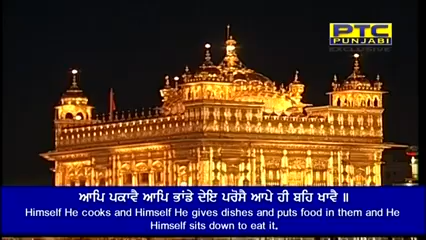 PTC
PUNJABI
EXCLUSIVE
ਆਪਿ ਪਕਾਵੈ ਆਪਿ ਭਾਂਡੇ ਦੇਇ ਪਰੋਸੈ ਆਪੇ ਹੀ ਬਹਿ ਖਾਵੈ ॥
Himself He cooks and Himself He gives dishes and puts food in them and He
Himself sits down to eat it.